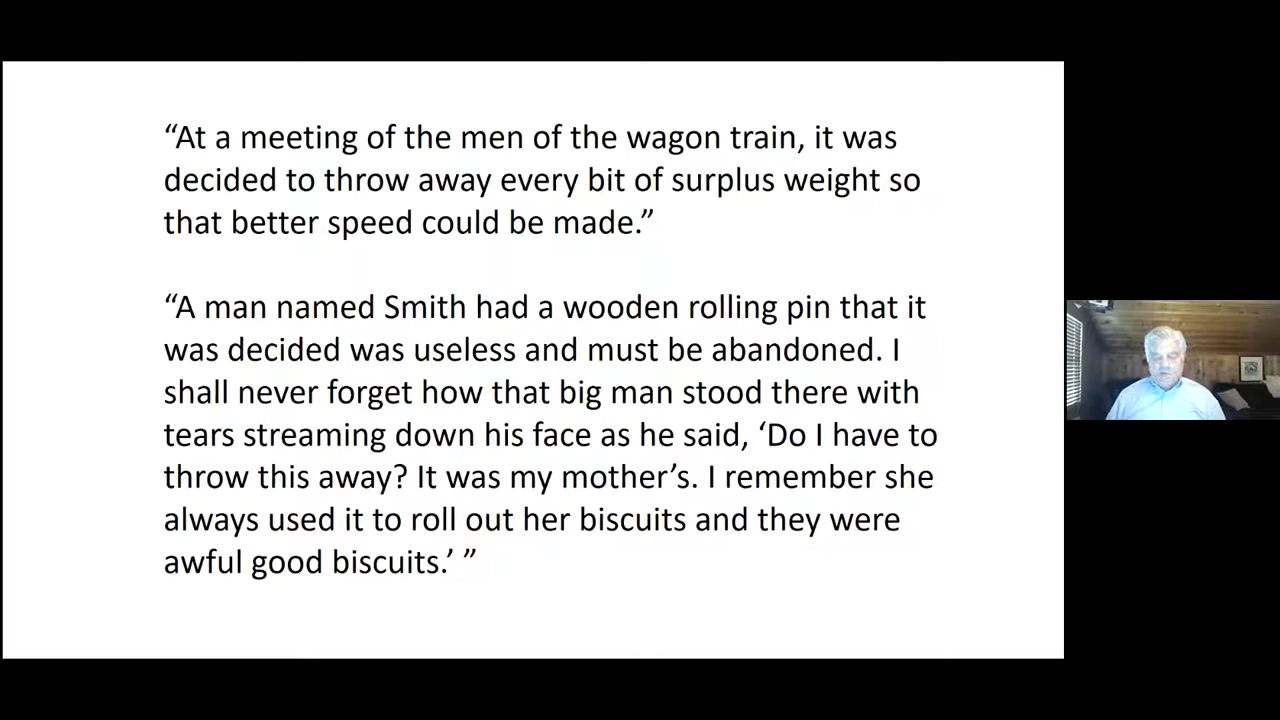 “At a meeting of the men of the wagon train, it was
decided to throw away every bit of surplus weight so
that better speed could be made.”
“A man named Smith had a wooden rolling pin that it
was decided was useless and must be abandoned. I
shall never forget how that big man stood there with
tears streaming down his face as he said, ‘Do I have to
throw this away? It was my mother’s. I remember she
always used it to roll out her biscuits and they were
awful good biscuits.’ ”